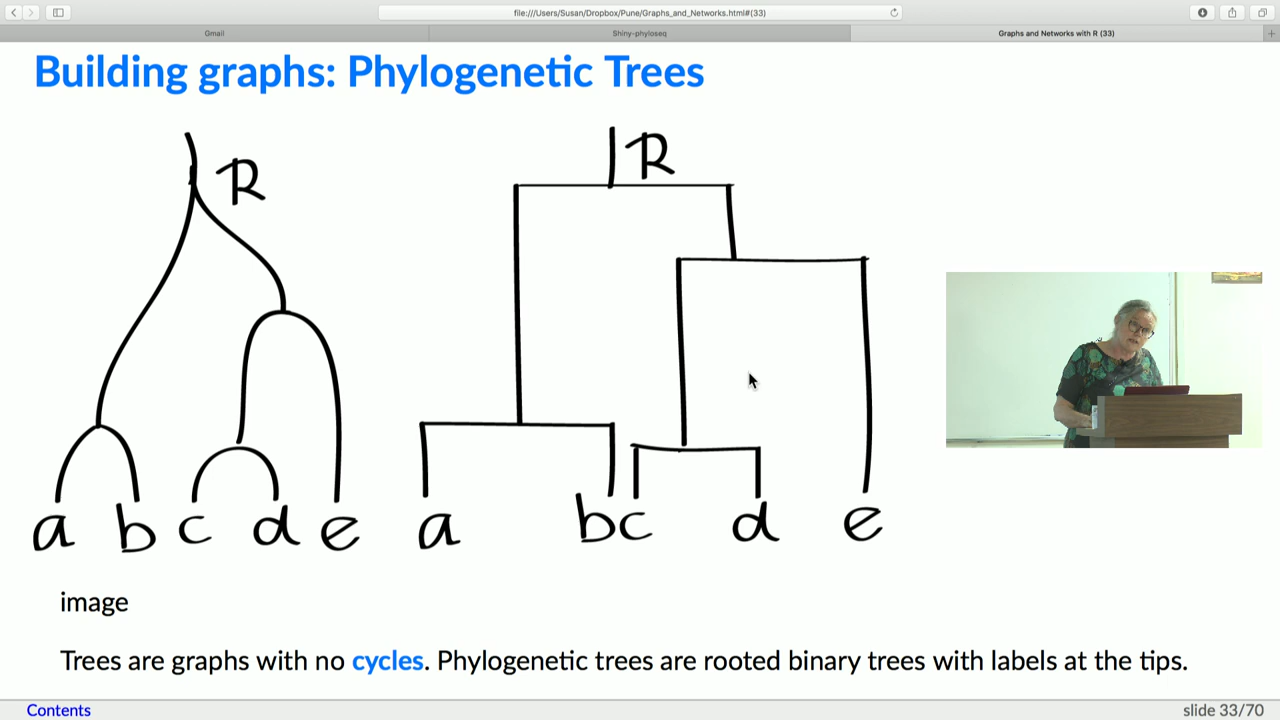 file:///Users/Susan/Dropbox/Pune/Graphs_and_Networks.html#(33)
Gmail
Shiny-phyloseq
Graphs and Networks with R (33)
Building graphs: Phylogenetic Trees
R
R
a b c d e
a b c d e
image
Trees are graphs with no cycles. Phylogenetic trees are rooted binary trees with labels at the tips.
Contents
slide 33/70